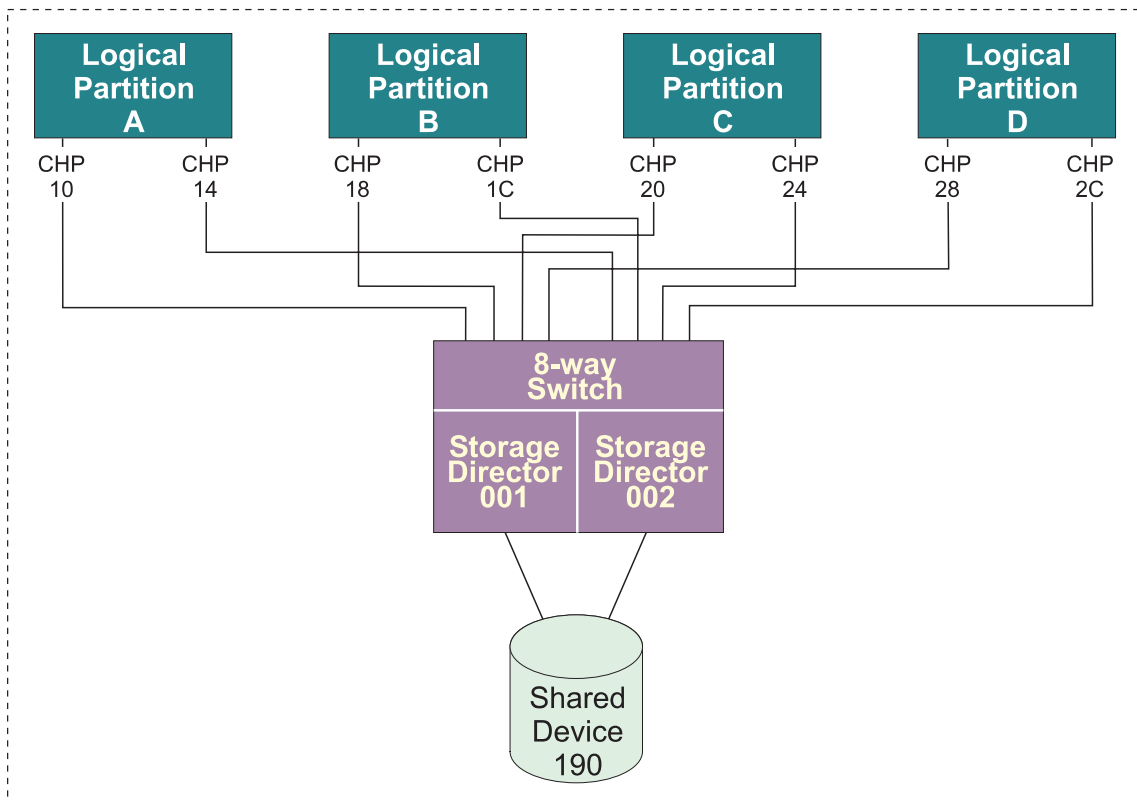 Logical
Partition
A
Logical
Partition
B
Logical
Partition
C
Logical
Partition
D
CHP
10
CHP
14
CHP
18
CHP
1C
CHP
20
CHP
24
CHP
28
CHP
2C
8-way
Switch
Storage
Director
001
Storage
Director
002
Shared
Device
190